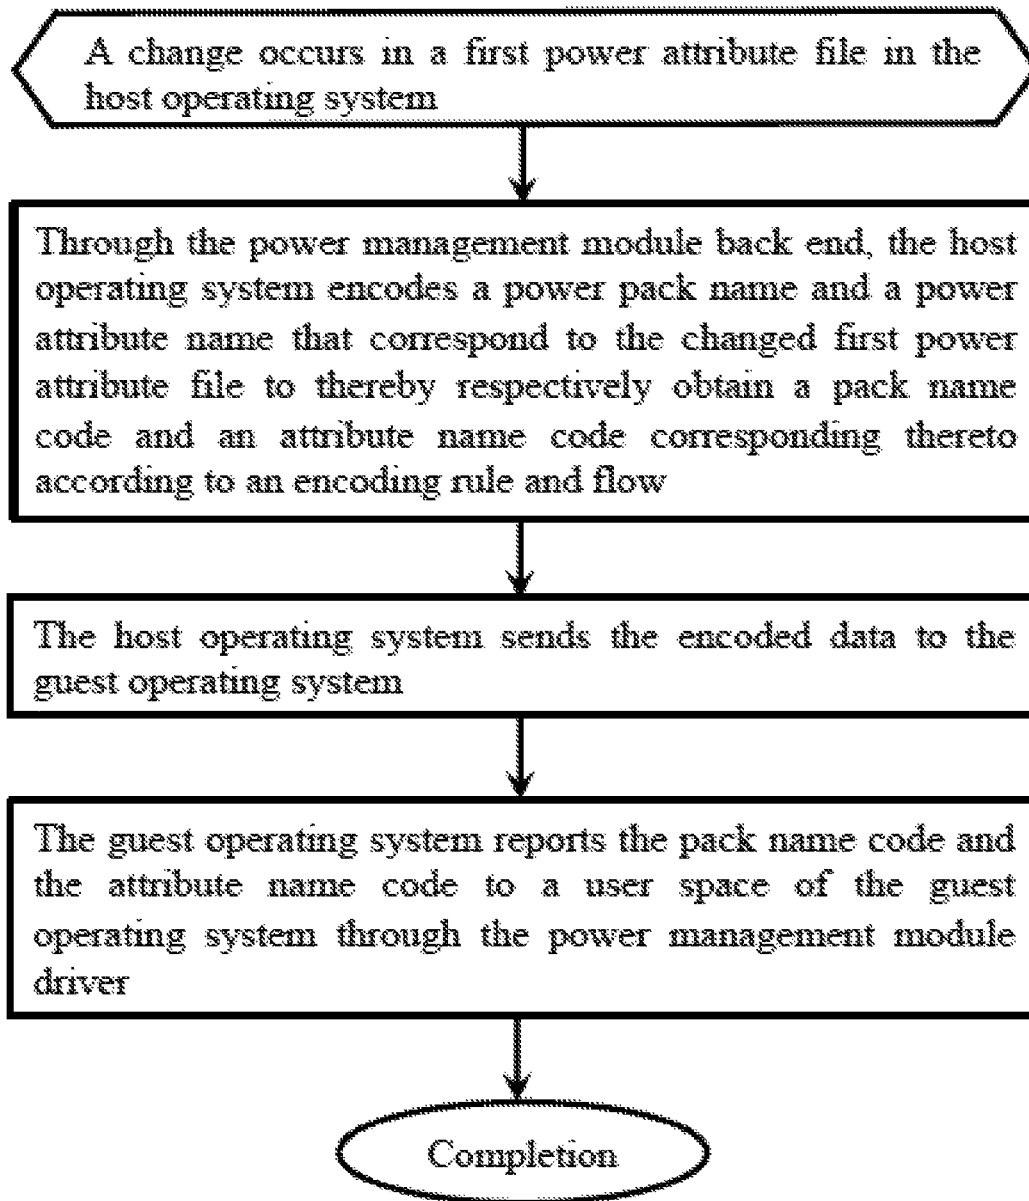 A change occurs in a first power attribute file in the
host operating system
Through the power management module back end, the host
operating system encodes a power pack name and a power
attribute name that correspond to the changed first power
attribute file to thereby respectively obtain a pack name
code and an attribute name code corresponding thereto
according to an encoding rule and flow
The host operating system sends the encoded data to the
guest operating system
The guest operating system reports the pack name code and
the attribute name code to a user space of the guest
operating system through the power management module
driver
Completion